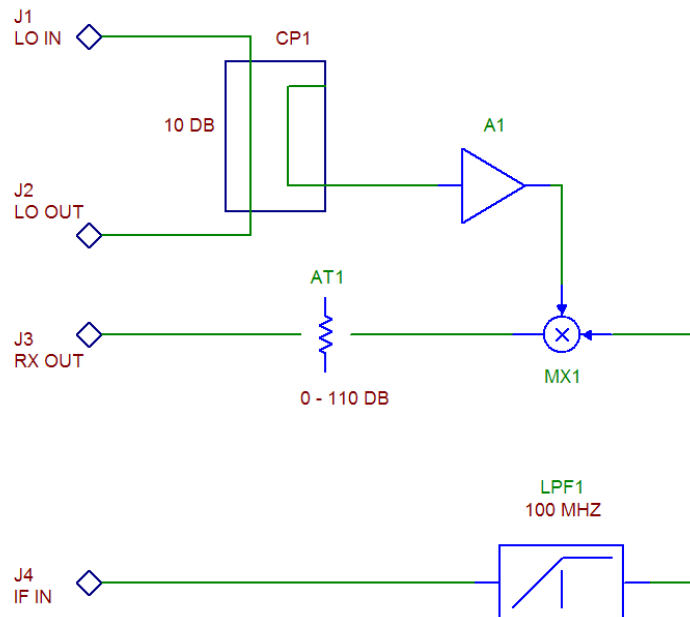 J1
LO IN
CP1
10 DB
A1
J2
LO OUT
AT1
J3
RX OUT
MX1
0 - 110 DB
LPF1
100 MHZ
J4
IF IN